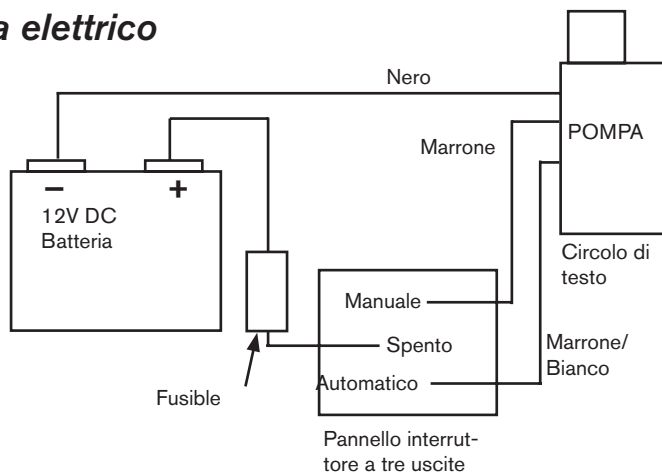 a elettrico
Nero
Marrone
POMPA
–
+
12V DC
Batteria
Circolo di
testo
Manuale
Spento
Automatico
Marrone/
Bianco
Fusible
Pannello interrut-
tore a tre uscite